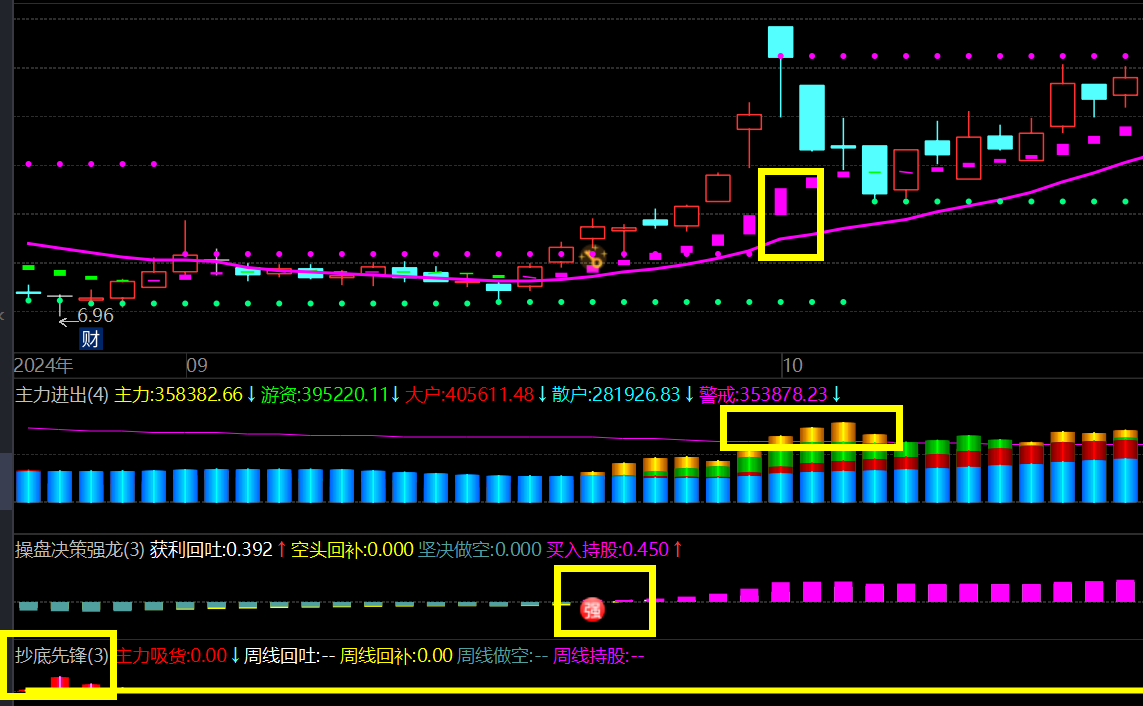 6.96
财
2024年 09 10
主力进出(4) 主力:358382.66↓ 游资:395220.11↓ 大户:405611.48↓ 散户:281926.83↓ 警戒:353878.23↓
操盘决策强龙(3) 获利回吐:0.392↑ 空头回补:0.000 坚决做空:0.000 买入持股:0.450↑
强
抄底先锋(3) 主力吸货:0.00↓ 周线回吐:-- 周线回补:0.00 周线做空:-- 周线持股:--